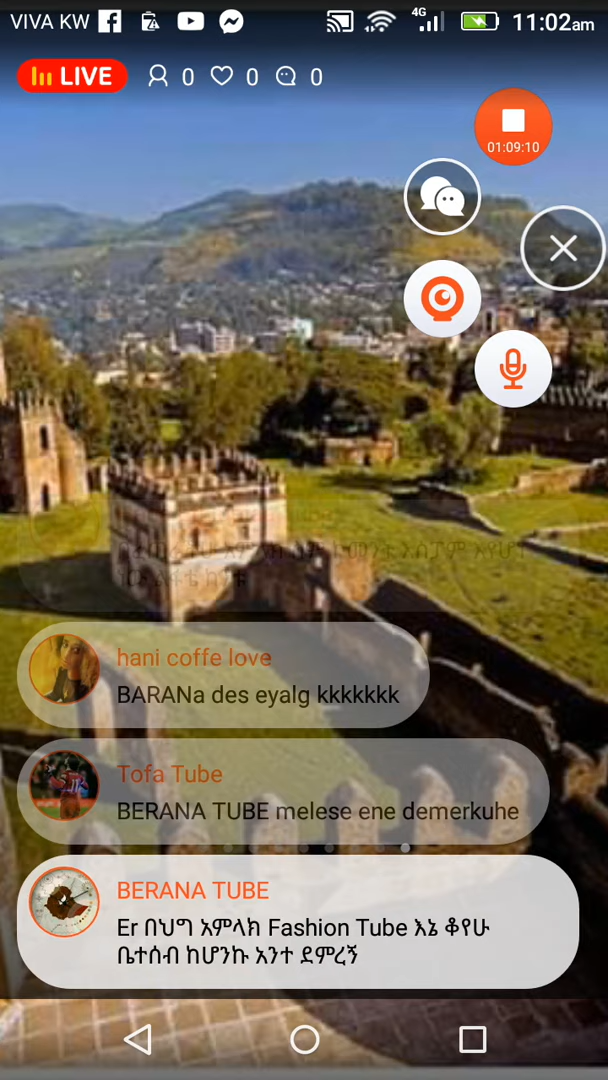 VIVA KW
4G
11:02am
LIVE 0 0 0
01:09:10
hani coffe love
BARANa des eyalg kkkkkkk
Tofa Tube
BERANA TUBE melese ene demerkuhe
BERANA TUBE
Er በህግ አምላክ Fashion Tube እኔ ቆየሁ
ቤተሰብ ከሆንኩ አንተ ደምረኝ